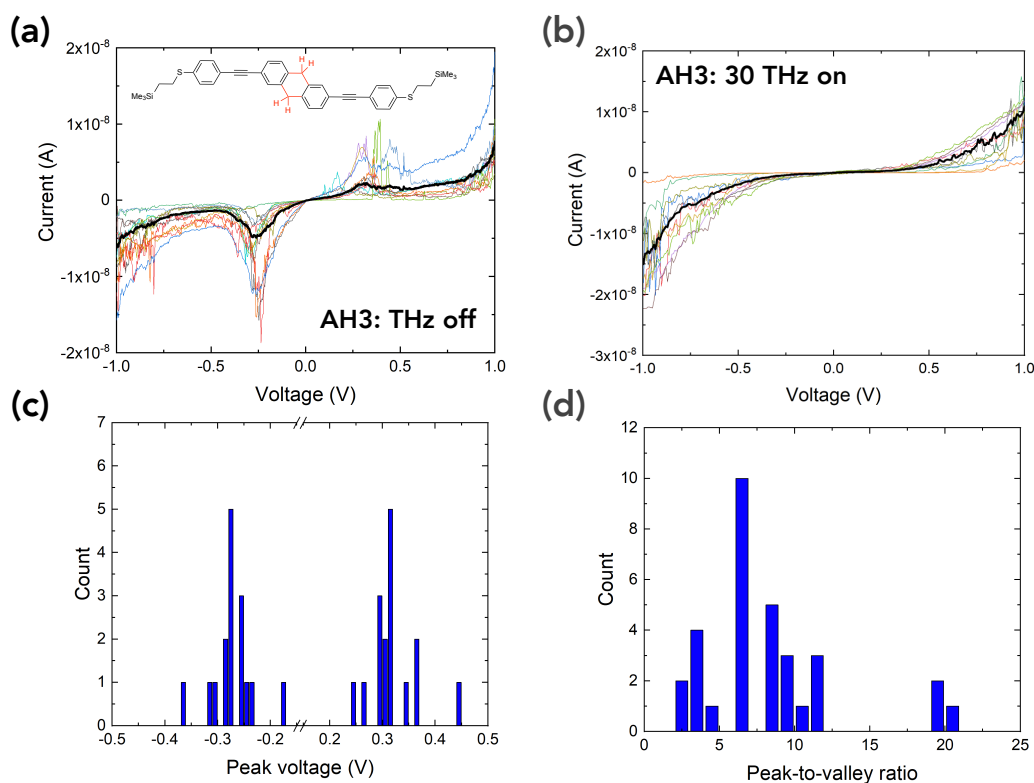 (a)
2x10⁻⁸
1x10⁻⁸
0
-1x10⁻⁸
-2x10⁻⁸
Current (A)
-1.0 -0.5 0.0 0.5 1.0
Voltage (V)
S
Me₃Si
H H
H H
S
SiMe₃
AH3: THz off
(b)
2x10⁻⁸
1x10⁻⁸
0
-1x10⁻⁸
-2x10⁻⁸
-3x10⁻⁸
Current (A)
-1.0 -0.5 0.0 0.5 1.0
Voltage (V)
AH3: 30 THz on
(c)
7
6
5
4
3
2
1
0
Count
-0.5 -0.4 -0.3 -0.2 0.2 0.3 0.4 0.5
Peak voltage (V)
(d)
12
10
8
6
4
2
0
Count
0 5 10 15 20 25
Peak-to-valley ratio